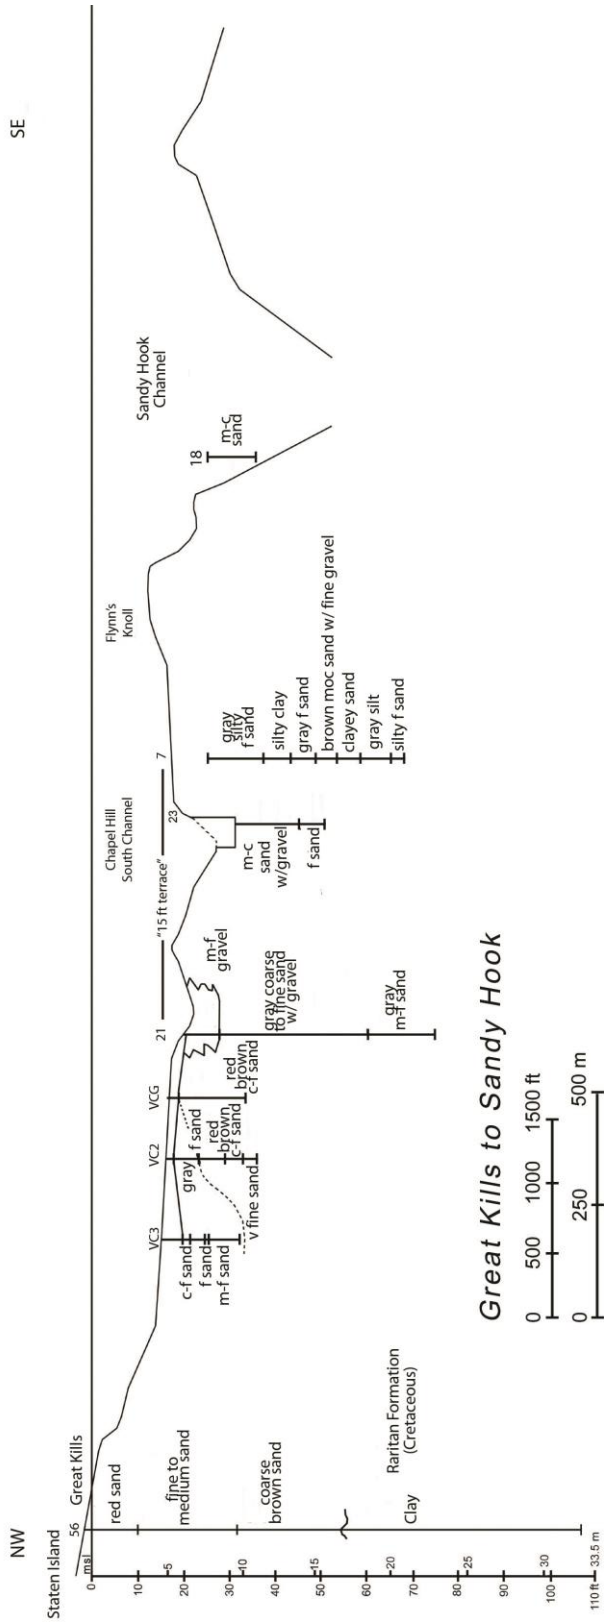 NW
SE
Staten Island
Great Kills
56
msl
0
10
20
30
40
50
60
70
80
90
100
110 ft
5
10
15
20
25
30
33.5 m
red sand
fine to
medium sand
coarse
brown sand
Clay
Raritan Formation
(Cretaceous)
VC3
c-f sand
f sand
m-f sand
VC2
gray
f sand
red
brown
c-f sand
v fine sand
VCG
red
brown
c-f sand
21
"15 ft terrace"
m-f
gravel
gray coarse
to fine sand
w/ gravel
gray
m-f sand
Chapel Hill
South Channel
23
m-c
sand
w/gravel
f sand
7
gray
silty
f sand
silty clay
gray f sand
brown moc sand w/ fine gravel
clayey sand
gray silt
silty f sand
Flynn's
Knoll
18
m-c
sand
Sandy Hook
Channel
Great Kills to Sandy Hook
0 500 1000 1500 ft
0 250 500 m